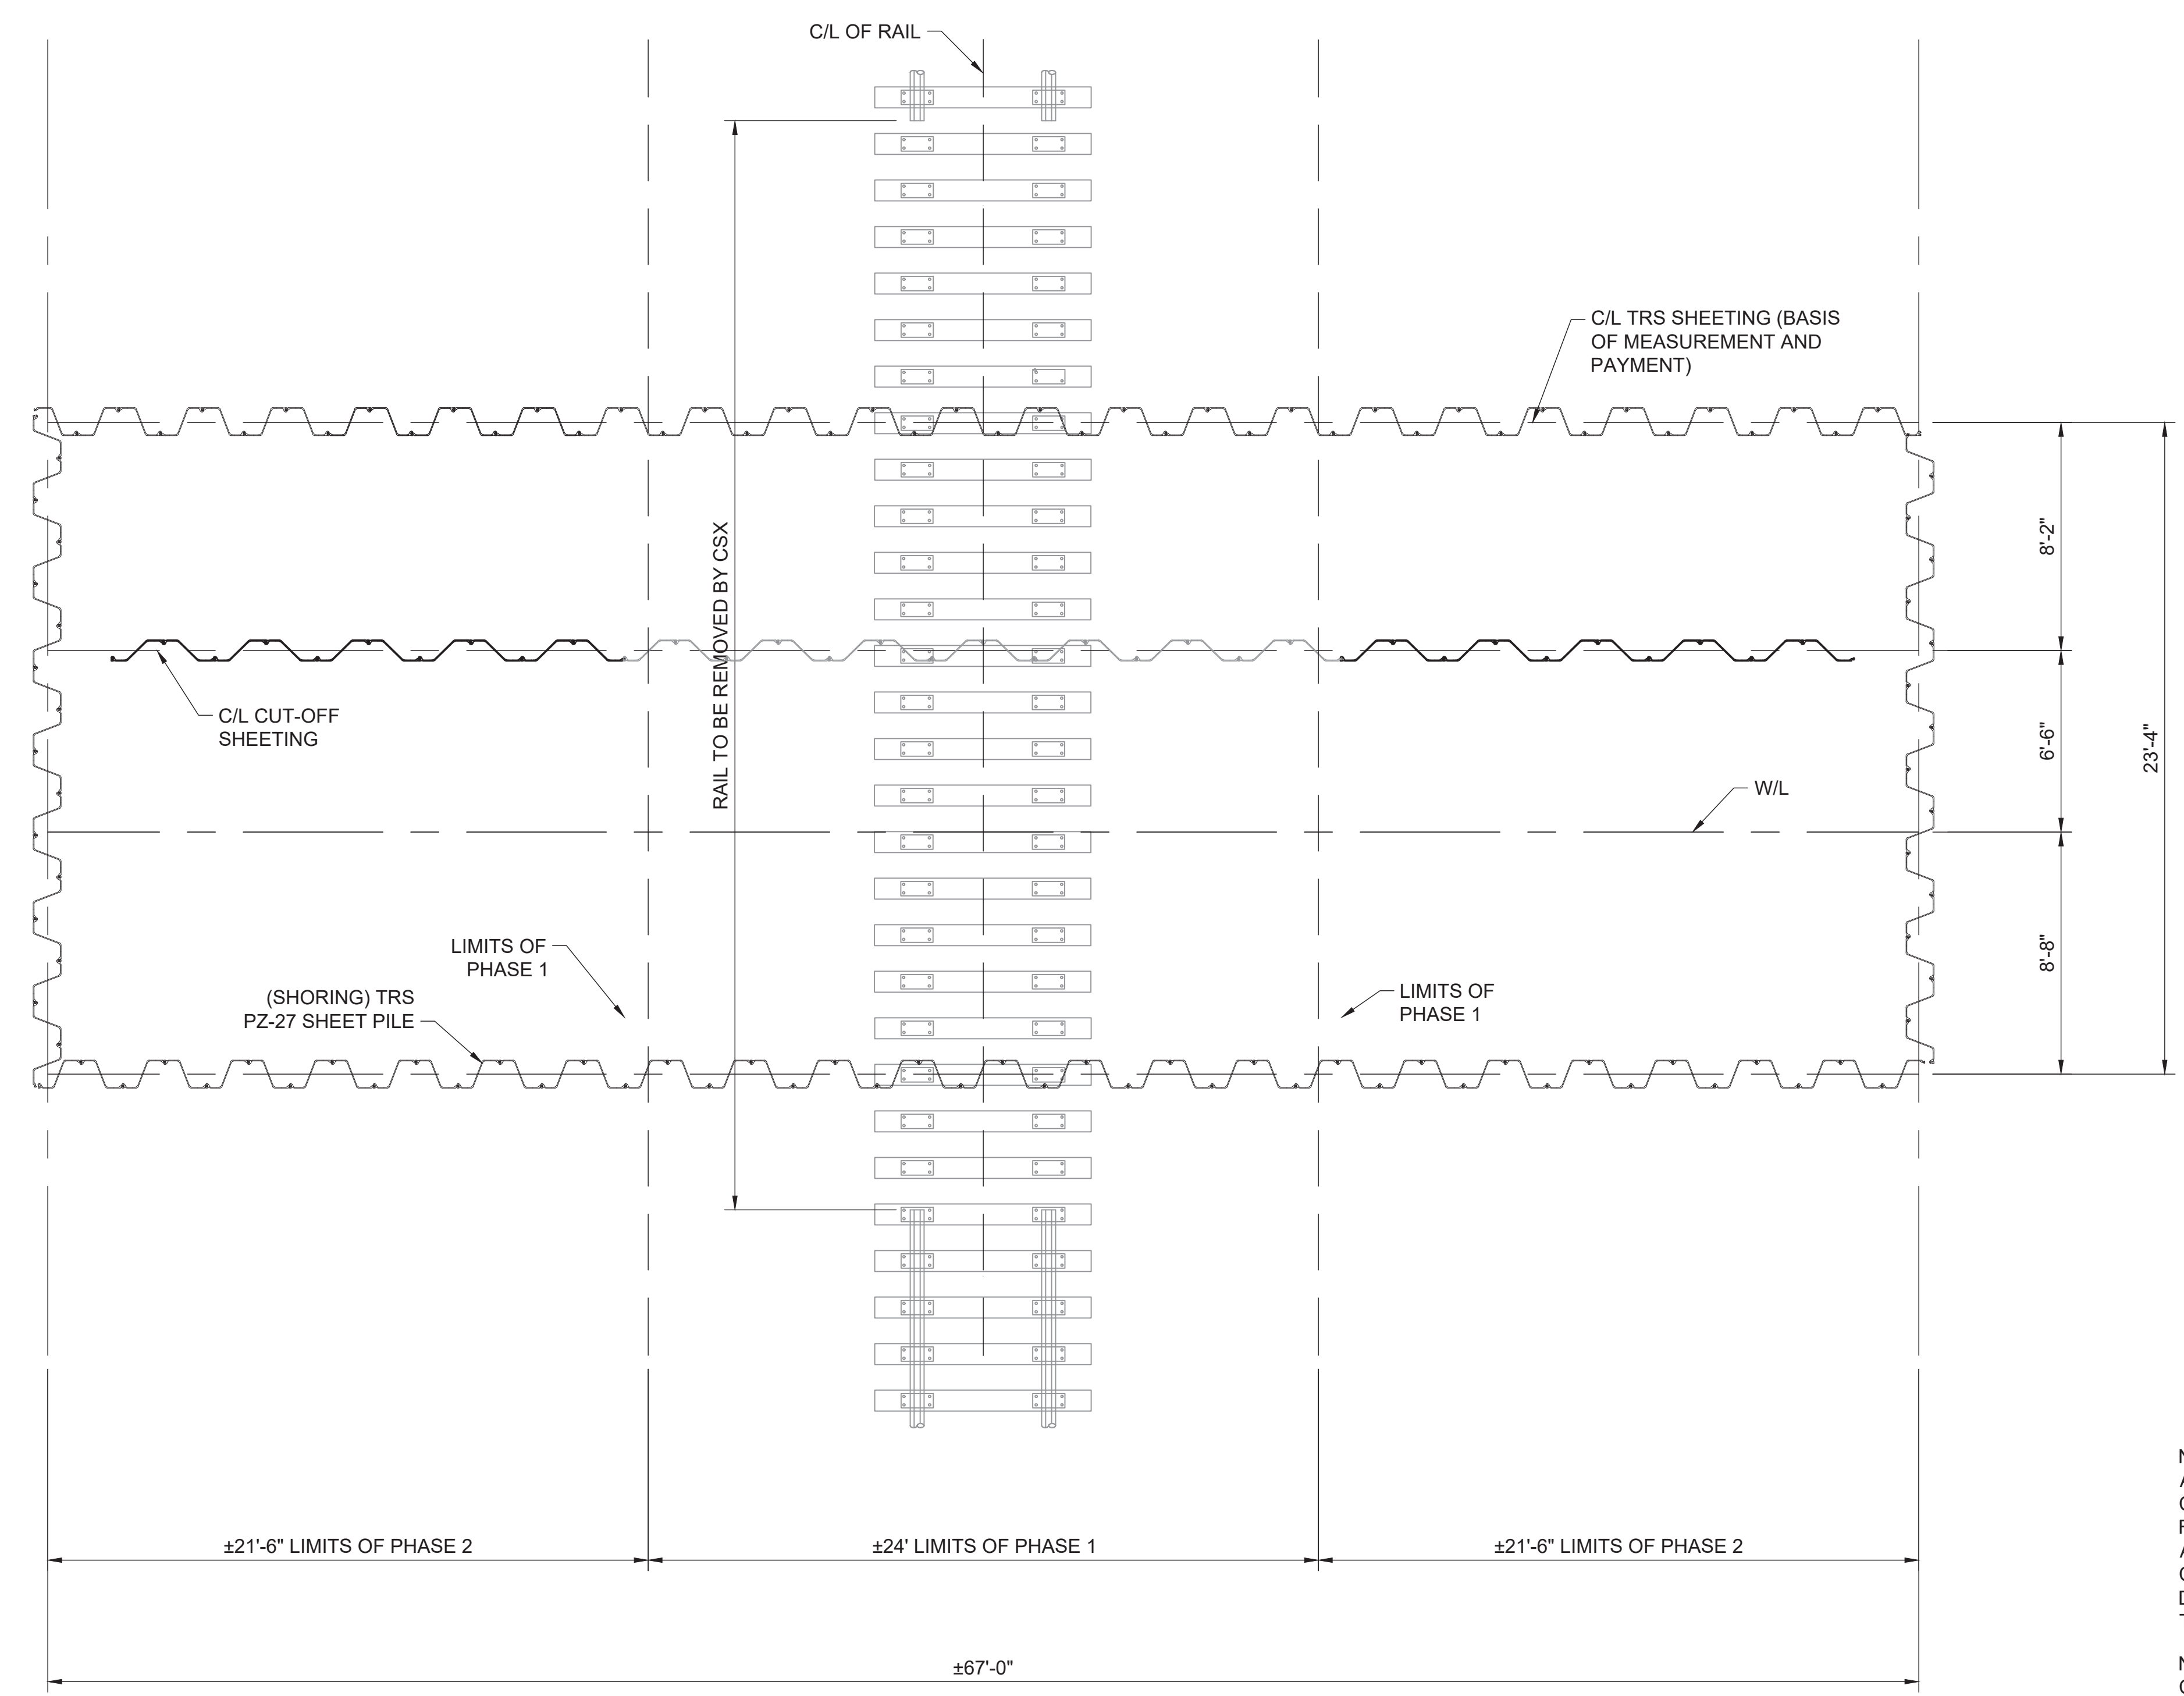 C/L OF RAIL
C/L TRS SHEETING (BASIS
OF MEASUREMENT AND
PAYMENT)
RAIL TO BE REMOVED BY CSX
8'-2"
C/L CUT-OFF
SHEETING
6'-6"
23'-4"
W/L
LIMITS OF
PHASE 1
8'-8"
(SHORING) TRS
PZ-27 SHEET PILE
LIMITS OF
PHASE 1
±21'-6" LIMITS OF PHASE 2
±24' LIMITS OF PHASE 1
±21'-6" LIMITS OF PHASE 2
±67'-0"